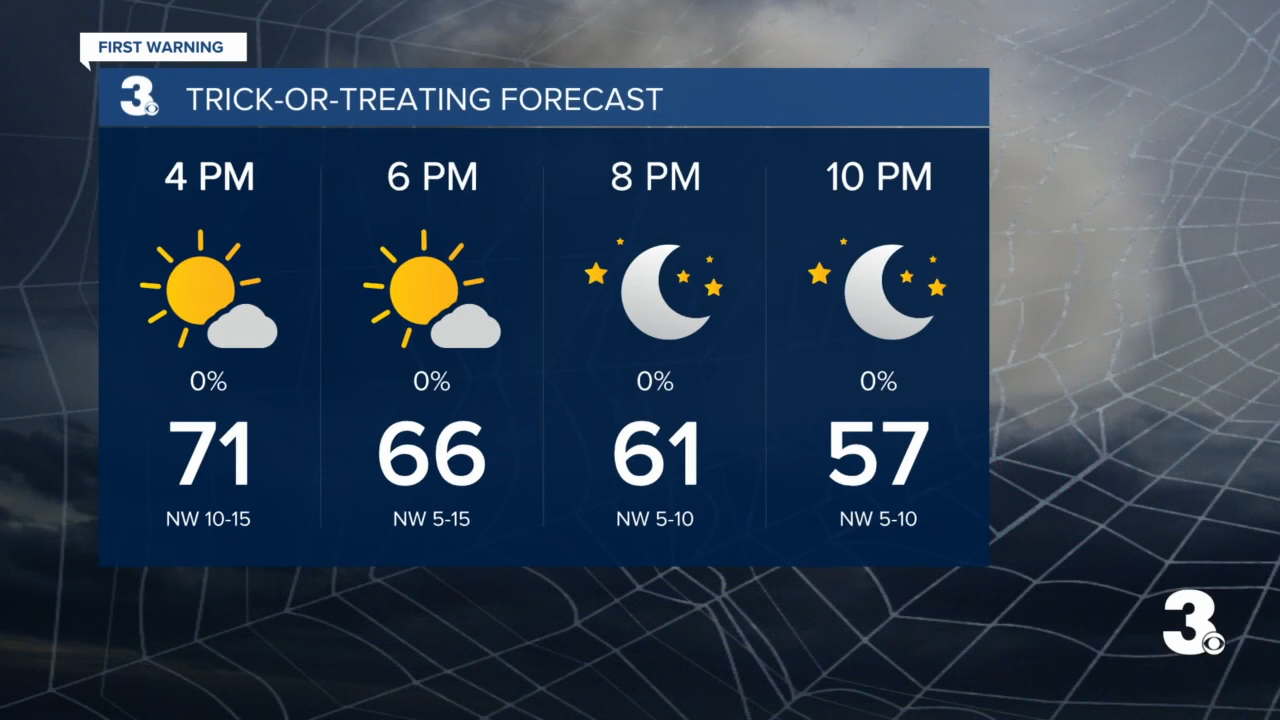 FIRST WARNING
3 TRICK-OR-TREATING FORECAST
4 PM 6 PM 8 PM 10 PM
0% 0% 0% 0%
71 66 61 57
NW 10-15 NW 5-15 NW 5-10 NW 5-10
3